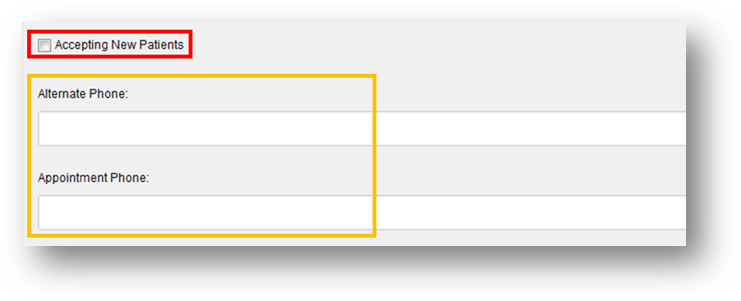 Accepting New Patients
Alternate Phone:
Appointment Phone: